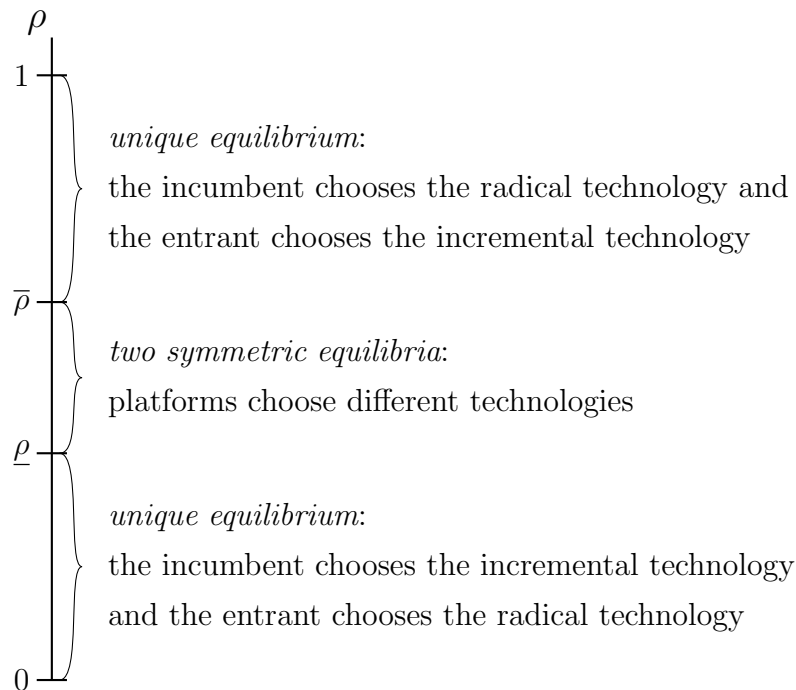 ρ
1
unique equilibrium:
the incumbent chooses the radical technology and
the entrant chooses the incremental technology
ρ̅
two symmetric equilibria:
platforms choose different technologies
ρ̲
unique equilibrium:
the incumbent chooses the incremental technology
and the entrant chooses the radical technology
0